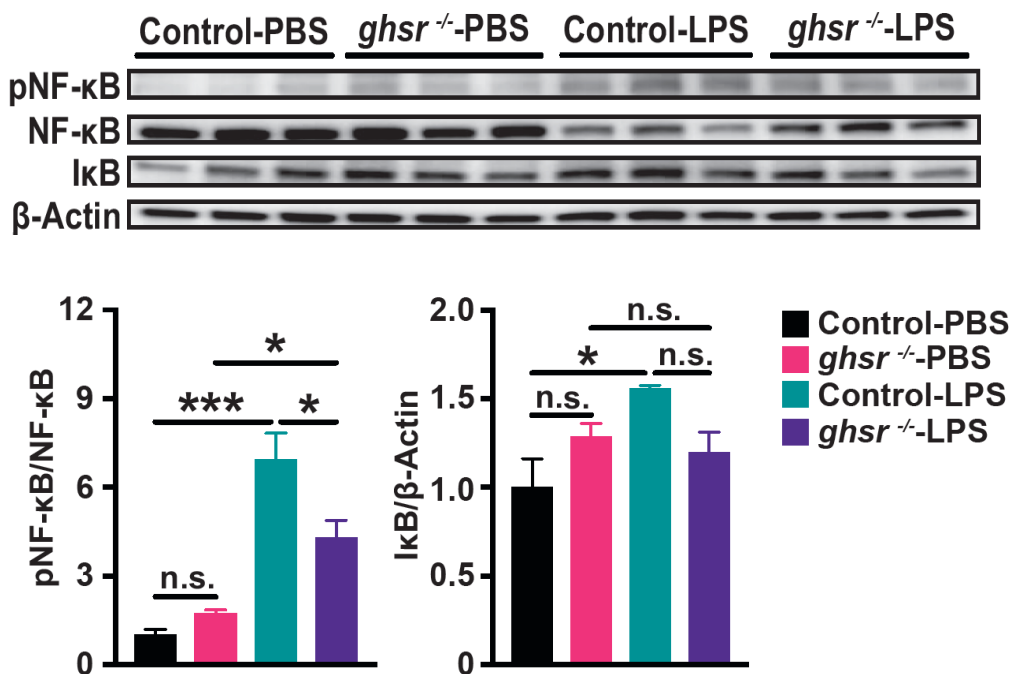 Control-PBS ghsr -/--PBS Control-LPS ghsr -/--LPS
pNF-κB
NF-κB
IκB
β-Actin
pNF-κB/NF-κB
12
9
6
3
0
*
***
*
n.s.
IκB/β-Actin
2.0
1.5
1.0
0.5
0
n.s.
*
n.s.
n.s.
Control-PBS
ghsr -/--PBS
Control-LPS
ghsr -/--LPS